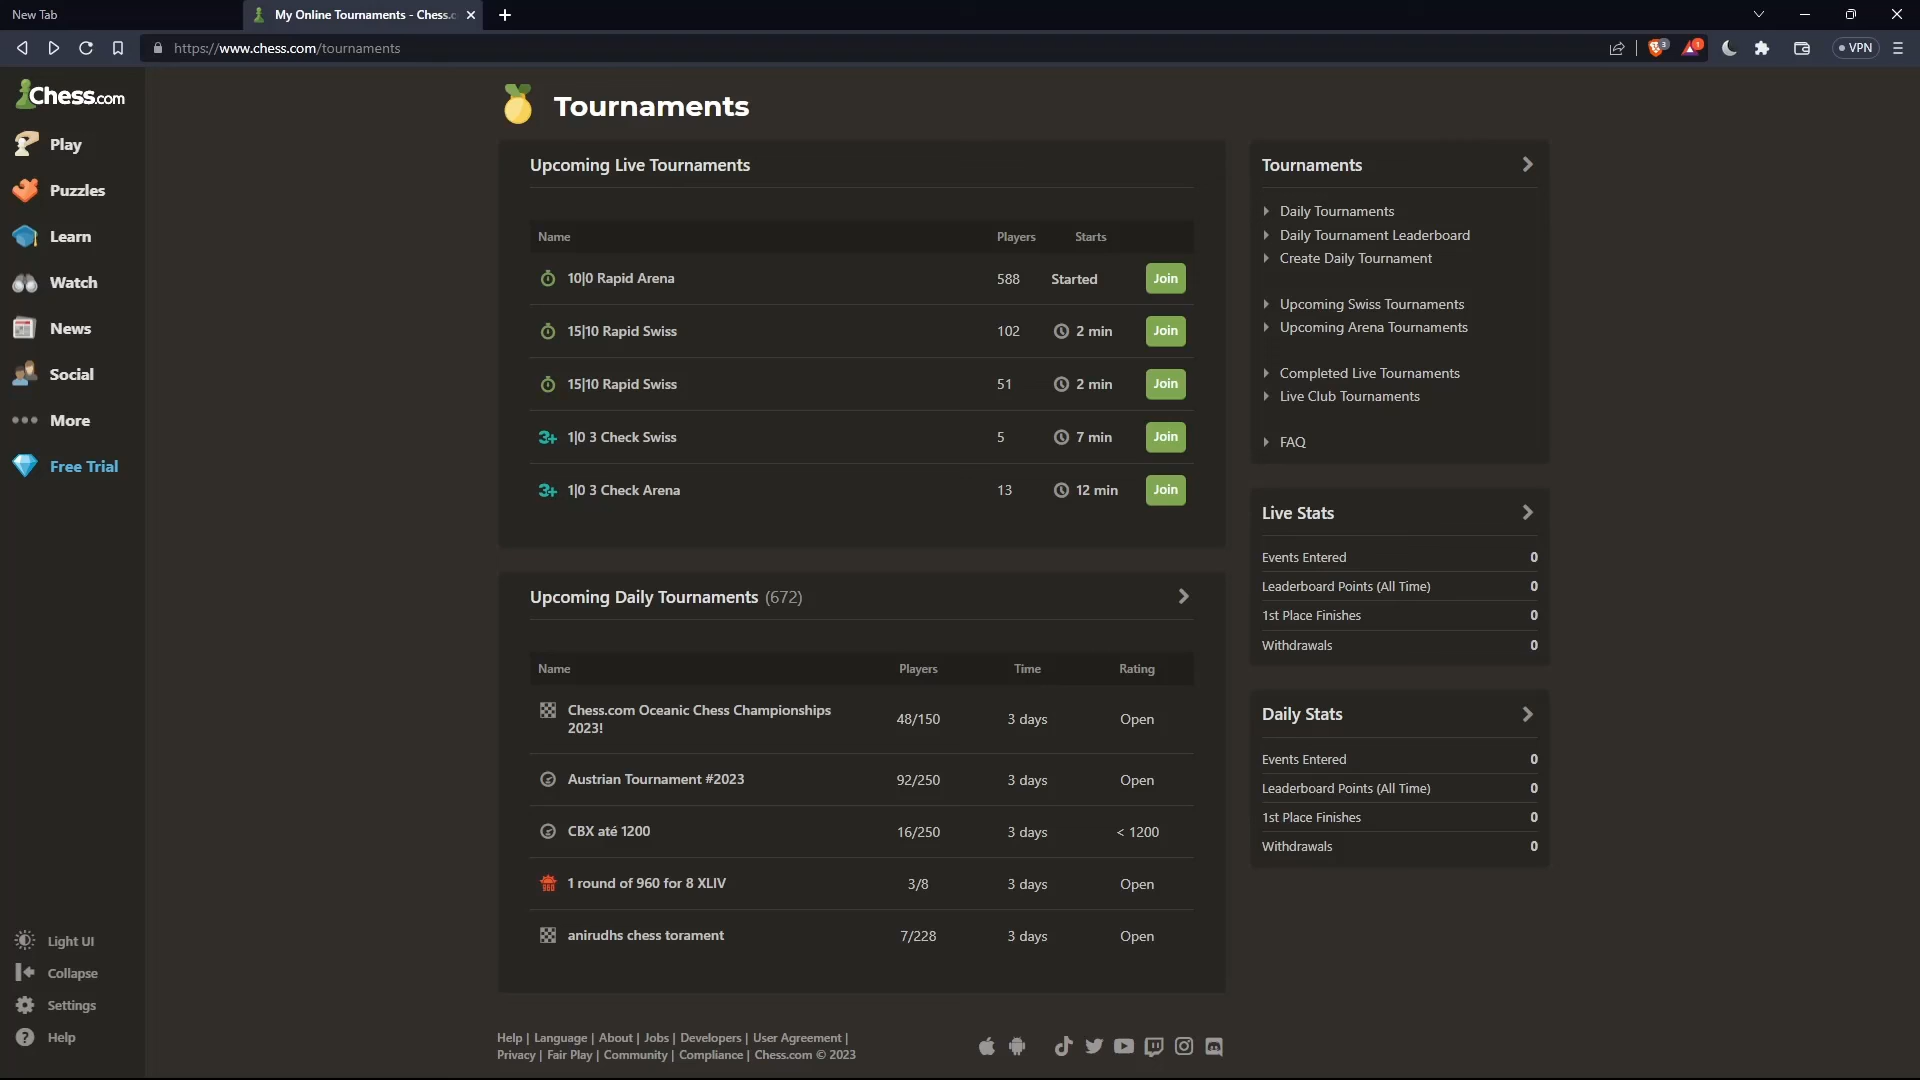 New Tab
My Online Tournaments - Chess.c
https://www.chess.com/tournaments
3
1
VPN
Chess.com
Play
Puzzles
Learn
Watch
News
Social
More
Free Trial
Light UI
Collapse
Settings
Help
Tournaments
Upcoming Live Tournaments
Name Players Starts
10|0 Rapid Arena 588 Started Join
15|10 Rapid Swiss 102 2 min Join
15|10 Rapid Swiss 51 2 min Join
3+ 1|0 3 Check Swiss 5 7 min Join
3+ 1|0 3 Check Arena 13 12 min Join
Upcoming Daily Tournaments (672)
Name Players Time Rating
Chess.com Oceanic Chess Championships
2023! 48/150 3 days Open
Austrian Tournament #2023 92/250 3 days Open
CBX até 1200 16/250 3 days < 1200
960 1 round of 960 for 8 XLIV 3/8 3 days Open
anirudhs chess torament 7/228 3 days Open
Tournaments
Daily Tournaments
Daily Tournament Leaderboard
Create Daily Tournament
Upcoming Swiss Tournaments
Upcoming Arena Tournaments
Completed Live Tournaments
Live Club Tournaments
FAQ
Live Stats
Events Entered 0
Leaderboard Points (All Time) 0
1st Place Finishes 0
Withdrawals 0
Daily Stats
Events Entered 0
Leaderboard Points (All Time) 0
1st Place Finishes 0
Withdrawals 0
Help | Language | About | Jobs | Developers | User Agreement |
Privacy | Fair Play | Community | Compliance | Chess.com © 2023